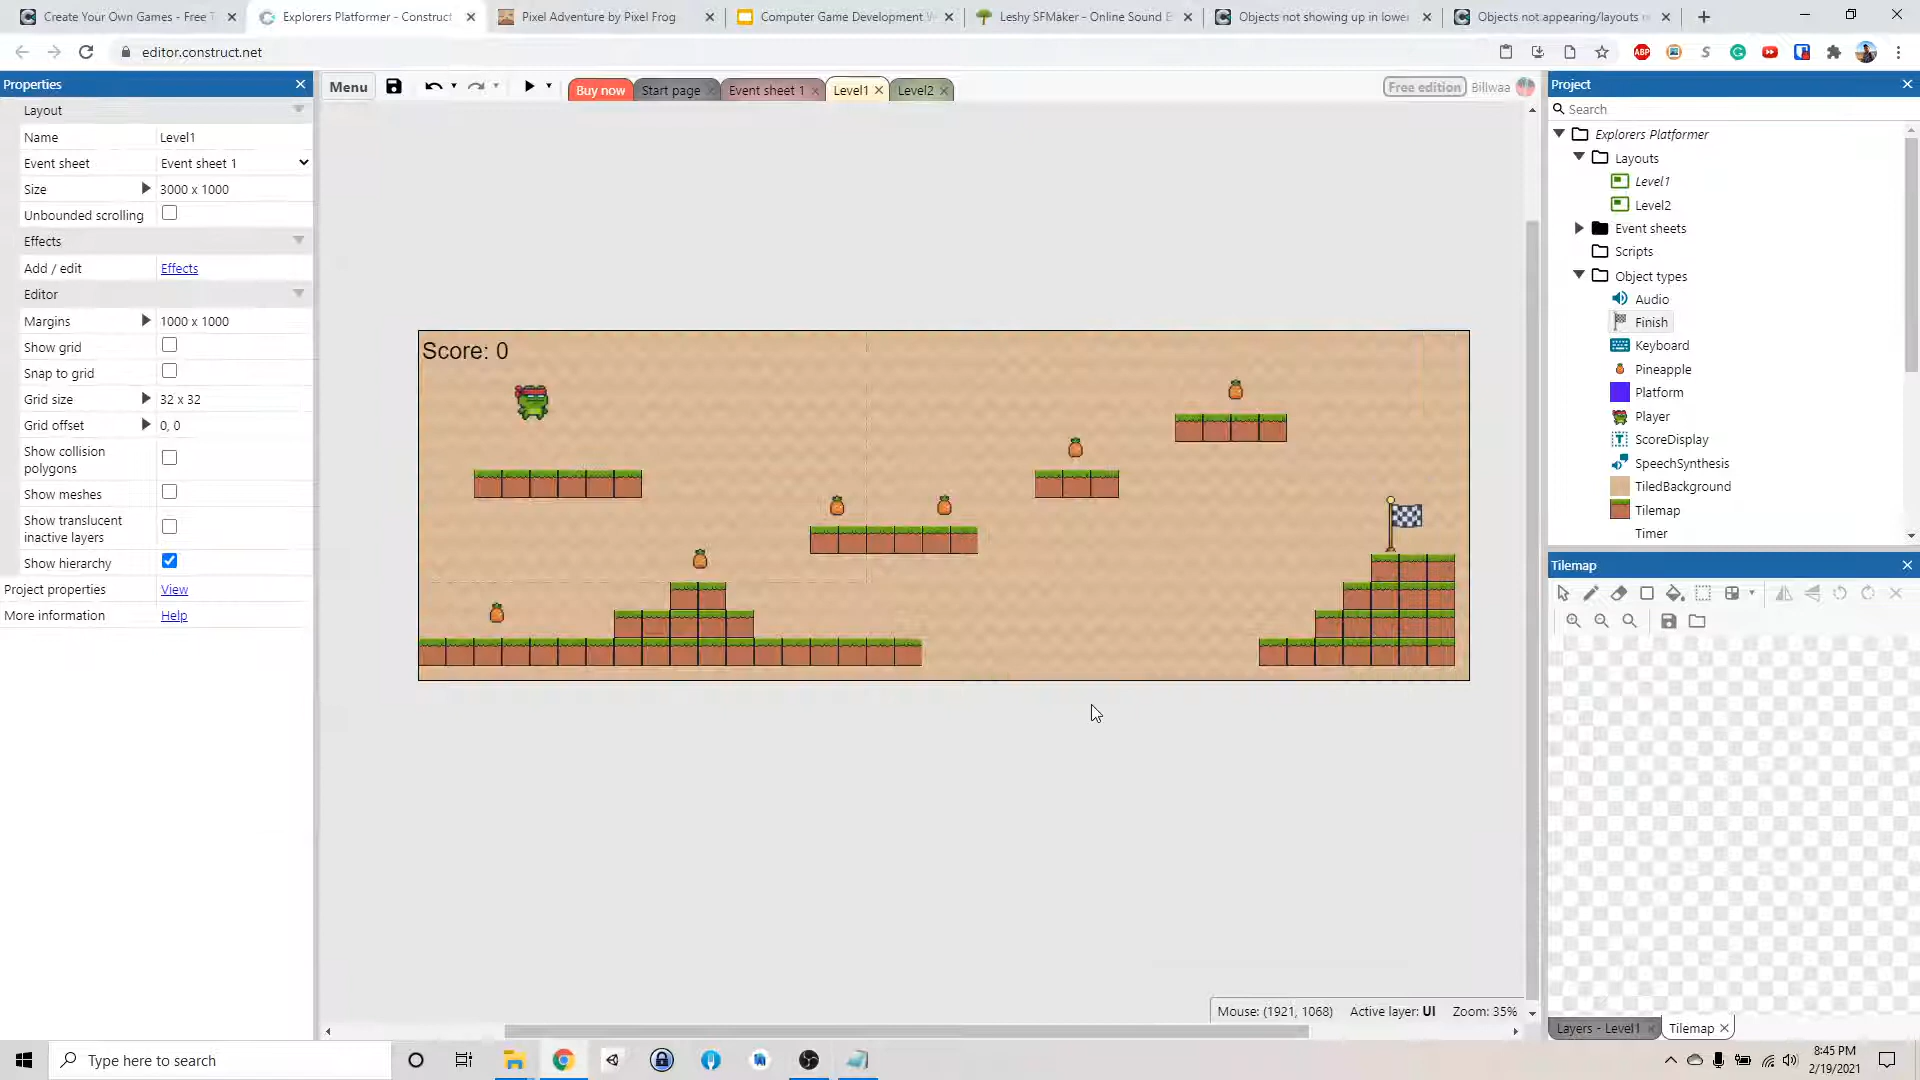 Create Your Own Games - Free T
Explorers Platformer - Construct
Pixel Adventure by Pixel Frog
Computer Game Development
Leshy SFMaker - Online Sound E
Objects not showing up in lower
Objects not appearing/layouts
editor.construct.net
ABP
Properties
Menu
Buy now
Start page
Event sheet 1
Level1
Level2
Free edition
Billwaa
Project
Layout
Name Level1
Event sheet Event sheet 1
Size 3000 x 1000
Unbounded scrolling
Effects
Add / edit Effects
Editor
Margins 1000 x 1000
Show grid
Snap to grid
Grid size 32 x 32
Grid offset 0, 0
Show collision
polygons
Show meshes
Show translucent
inactive layers
Show hierarchy
Project properties View
More information Help
Score: 0
Search
Explorers Platformer
Layouts
Level1
Level2
Event sheets
Scripts
Object types
Audio
Finish
Keyboard
Pineapple
Platform
Player
ScoreDisplay
SpeechSynthesis
TiledBackground
Tilemap
Timer
Tilemap
Mouse: (1921, 1068) Active layer: UI Zoom: 35%
Layers - Level1
Tilemap
Type here to search
8:45 PM
2/19/2021